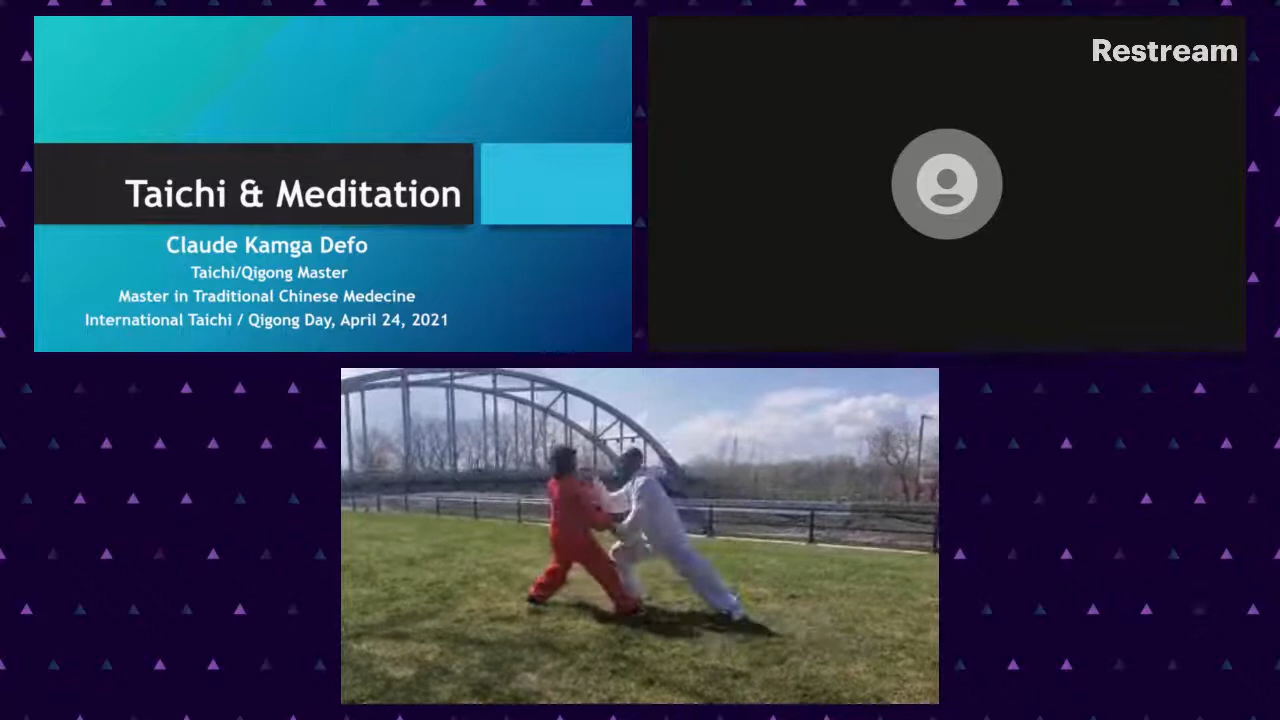 Taichi & Meditation
Claude Kamga Defo
Taichi/Qigong Master
Master in Traditional Chinese Medecine
International Taichi / Qigong Day, April 24, 2021
Restream